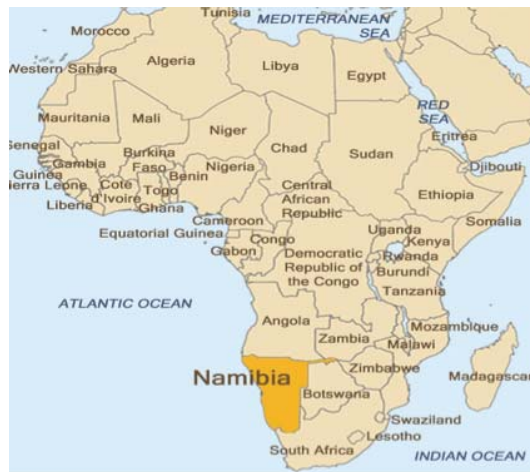 Tunisia
MEDITERRANEAN
SEA
Morocco
Algeria
Libya
Egypt
Western Sahara
RED
SEA
Mauritania
Mali
Niger
Chad
Sudan
Eritrea
Senegal
Gambia
Burkina
Faso
Benin
Nigeria
Djibouti
Guinea
Sierra Leone
Cote
d'Ivoire
Togo
Ghana
Liberia
Central
African
Republic
Ethiopia
Somalia
Cameroon
Equatorial Guinea
Gabon
Congo
Democratic
Republic of
the Congo
Uganda
Kenya
Rwanda
Burundi
Tanzania
ATLANTIC OCEAN
Angola
Zambia
Malawi
Mozambique
Namibia
Zimbabwe
Botswana
Madagascar
Swaziland
Lesotho
South Africa
INDIAN OCEAN